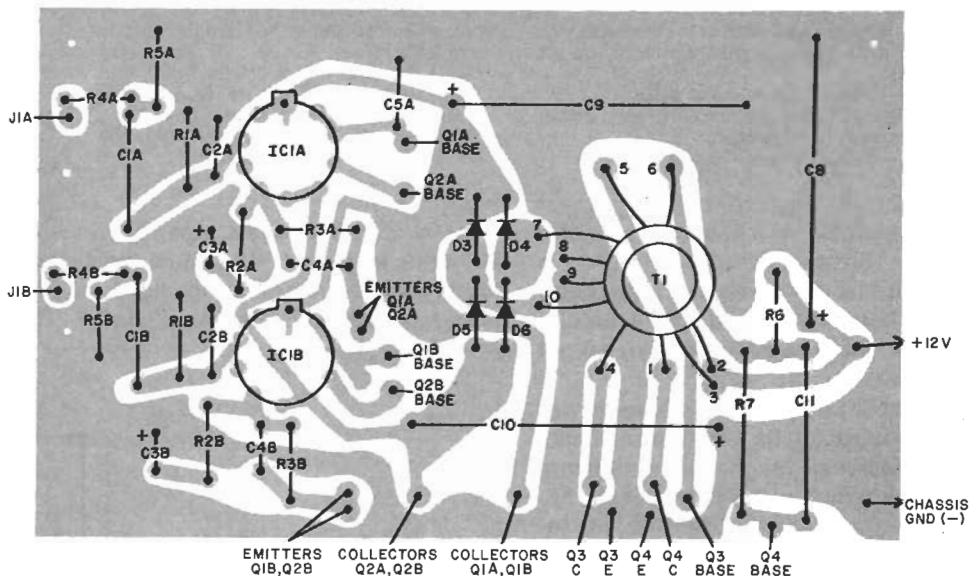 R5A
R4A
J1A
C1A
R1A
C2A
IC1A
C5A
+
C9
Q1A
BASE
Q2A
BASE
5
6
C8
+
C3A
R2A
R3A
C4A
D3
D4
7
8
9
10
T1
R4B
J1B
R5B
C1B
R1B
C2B
IC1B
EMITTERS
Q1A
Q2A
D5
D6
Q1B
BASE
Q2B
BASE
4
1
2
3
R6
+
+12V
R7
C11
+
C3B
R2B
C4B
R3B
C10
+
CHASSIS
GND (−)
EMITTERS
Q1B, Q2B
COLLECTORS
Q2A, Q2B
COLLECTORS
Q1A, Q1B
Q3
C
Q3
E
Q4
E
Q4
C
Q3
BASE
Q4
BASE